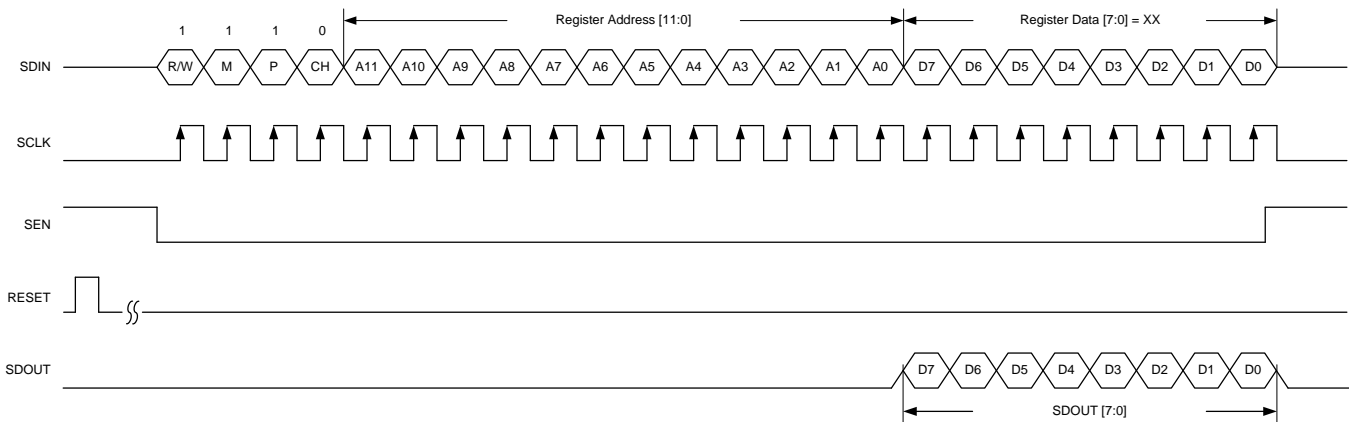 1 1 1 0
Register Address [11:0] Register Data [7:0] = XX
SDIN R/W M P CH A11 A10 A9 A8 A7 A6 A5 A4 A3 A2 A1 A0 D7 D6 D5 D4 D3 D2 D1 D0
SCLK
SEN
RESET
SDOUT D7 D6 D5 D4 D3 D2 D1 D0
SDOUT [7:0]